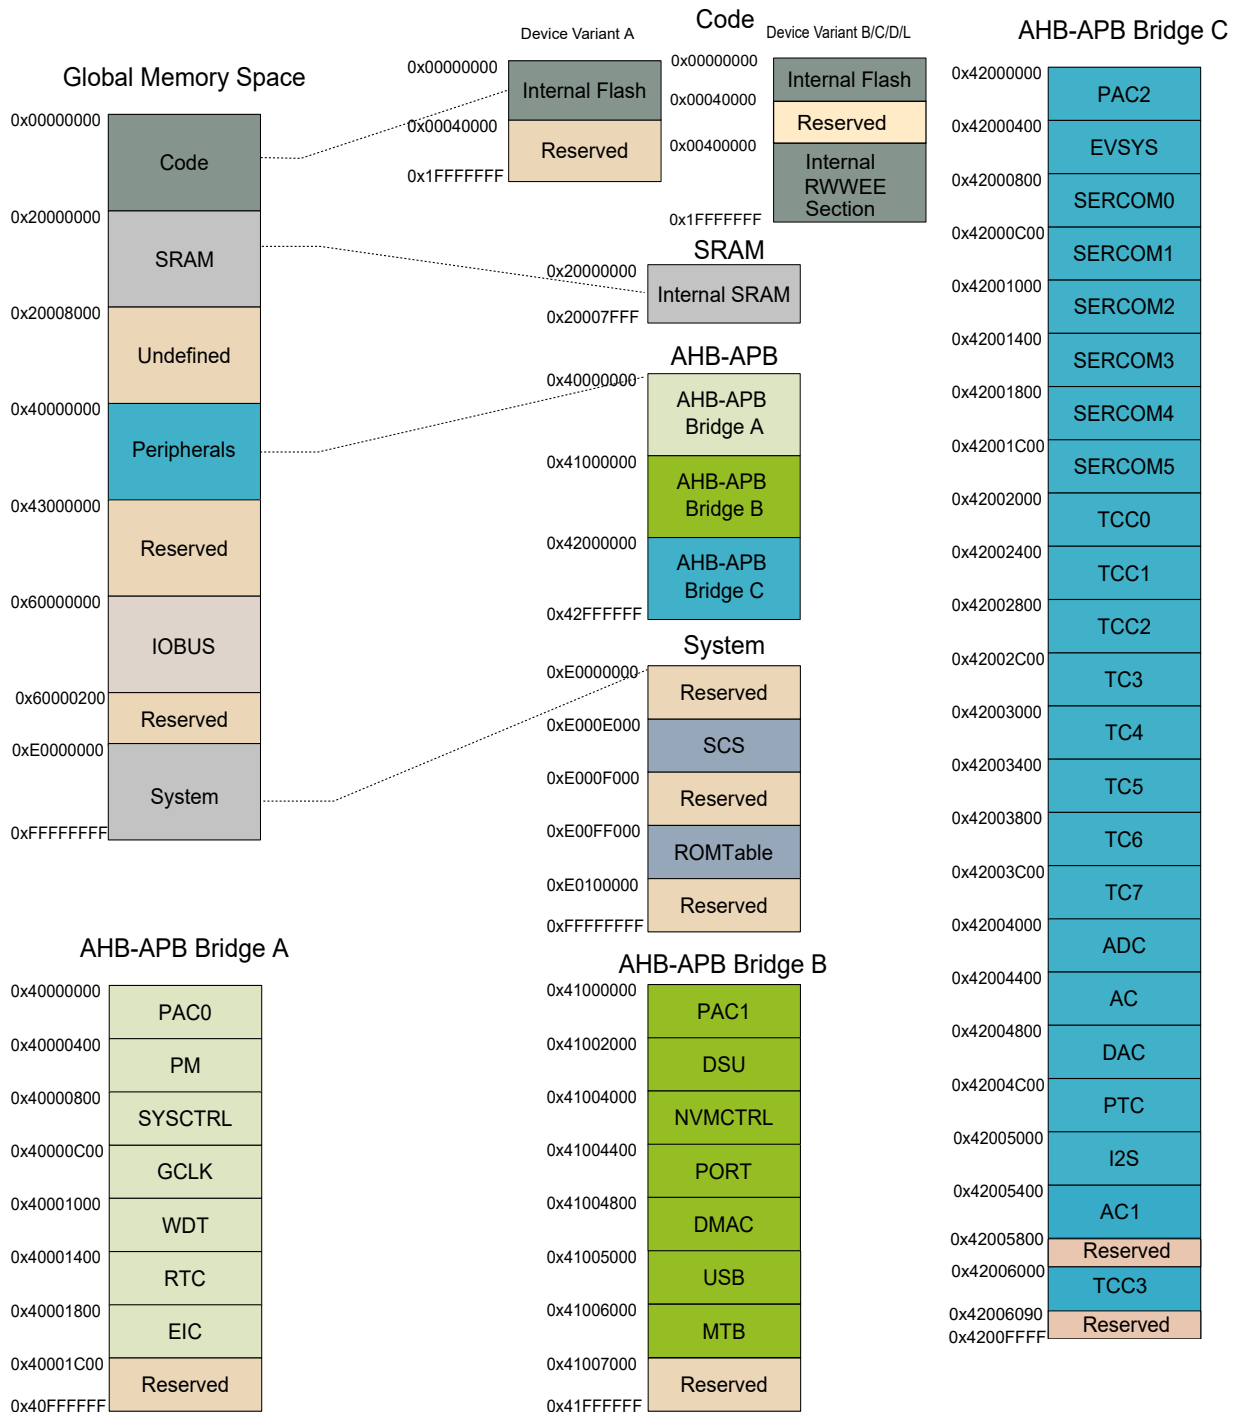 Global Memory Space
0x00000000
Code
0x20000000
SRAM
0x20008000
Undefined
0x40000000
Peripherals
0x43000000
Reserved
0x60000000
IOBUS
0x60000200
Reserved
0xE0000000
System
0xFFFFFFFF
Code
Device Variant A
0x00000000
Internal Flash
0x00040000
Reserved
0x1FFFFFFF
Device Variant B/C/D/L
0x00000000
Internal Flash
0x00040000
Reserved
0x00400000
Internal
RWWEE
Section
0x1FFFFFFF
SRAM
0x20000000
Internal SRAM
0x20007FFF
AHB-APB
0x40000000
AHB-APB
Bridge A
0x41000000
AHB-APB
Bridge B
0x42000000
AHB-APB
Bridge C
0x42FFFFFF
System
0xE0000000
Reserved
0xE000E000
SCS
0xE000F000
Reserved
0xE00FF000
ROMTable
0xE0100000
Reserved
0xFFFFFFFF
AHB-APB Bridge A
0x40000000
PAC0
0x40000400
PM
0x40000800
SYSCTRL
0x40000C00
GCLK
0x40001000
WDT
0x40001400
RTC
0x40001800
EIC
0x40001C00
Reserved
0x40FFFFFF
AHB-APB Bridge B
0x41000000
PAC1
0x41002000
DSU
0x41004000
NVMCTRL
0x41004400
PORT
0x41004800
DMAC
0x41005000
USB
0x41006000
MTB
0x41007000
Reserved
0x41FFFFFF
AHB-APB Bridge C
0x42000000
PAC2
0x42000400
EVSYS
0x42000800
SERCOM0
0x42000C00
SERCOM1
0x42001000
SERCOM2
0x42001400
SERCOM3
0x42001800
SERCOM4
0x42001C00
SERCOM5
0x42002000
TCC0
0x42002400
TCC1
0x42002800
TCC2
0x42002C00
TC3
0x42003000
TC4
0x42003400
TC5
0x42003800
TC6
0x42003C00
TC7
0x42004000
ADC
0x42004400
AC
0x42004800
DAC
0x42004C00
PTC
0x42005000
I2S
0x42005400
AC1
0x42005800
Reserved
0x42006000
TCC3
0x42006090
Reserved
0x4200FFFF